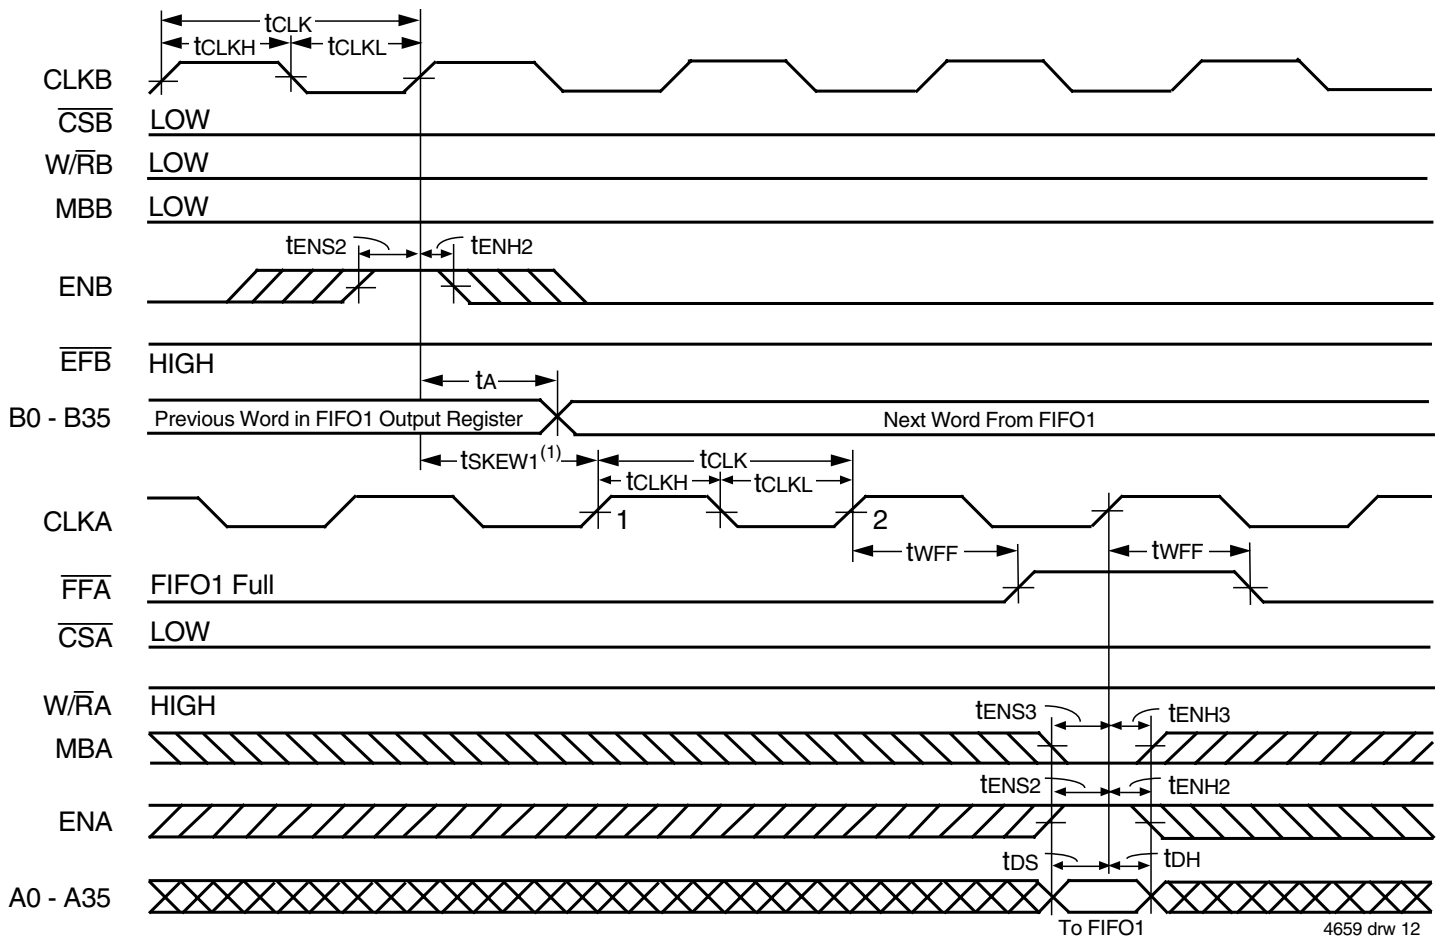 tCLK
tCLKH tCLKL
CLKB
CSB LOW
W/RB LOW
MBB LOW
tENS2 tENH2
ENB
EFB HIGH
tA
B0 - B35 Previous Word in FIFO1 Output Register Next Word From FIFO1
tSKEW1(1) tCLK
tCLKH tCLKL
CLKA 1 2
tWFF tWFF
FFA FIFO1 Full
CSA LOW
W/RA HIGH
tENS3 tENH3
MBA
tENS2 tENH2
ENA
tDS tDH
A0 - A35
To FIFO1
4659 drw 12